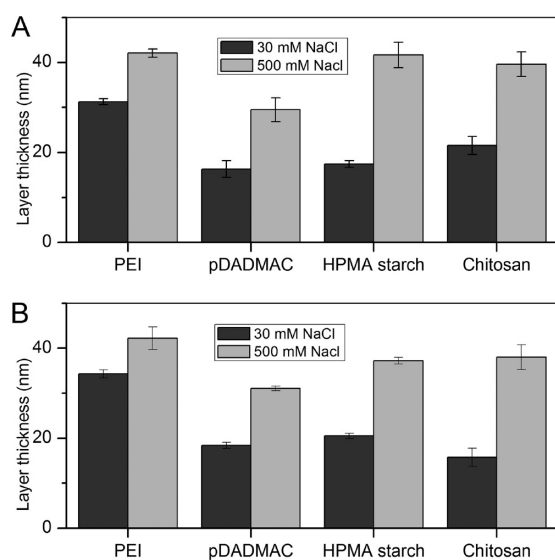 A
Layer thickness (nm)
40
20
0
30 mM NaCl
500 mM Nacl
PEI
pDADMAC
HPMA starch
Chitosan
B
Layer thickness (nm)
40
20
0
30 mM NaCl
500 mM Nacl
PEI
pDADMAC
HPMA starch
Chitosan